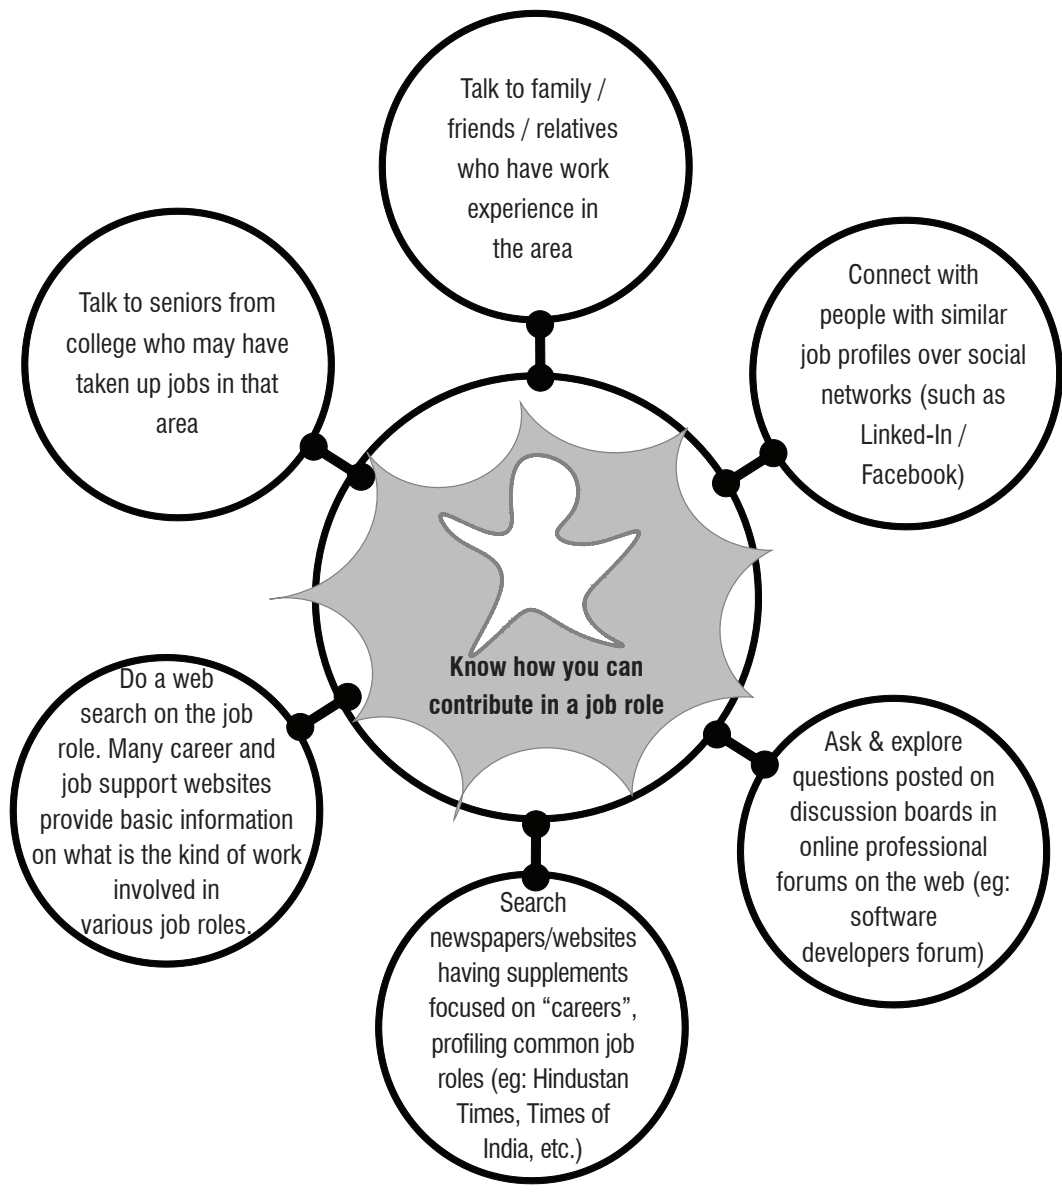 Talk to family /
friends / relatives
who have work
experience in
the area
Connect with
people with similar
job profiles over social
networks (such as
Linked-In /
Facebook)
Talk to seniors from
college who may have
taken up jobs in that
area
Know how you can
contribute in a job role
Do a web
search on the job
role. Many career and
job support websites
provide basic information
on what is the kind of work
involved in
various job roles.
Ask & explore
questions posted on
discussion boards in
online professional
forums on the web (eg:
software
developers forum)
Search
newspapers/websites
having supplements
focused on “careers”,
profiling common job
roles (eg: Hindustan
Times, Times of
India, etc.)